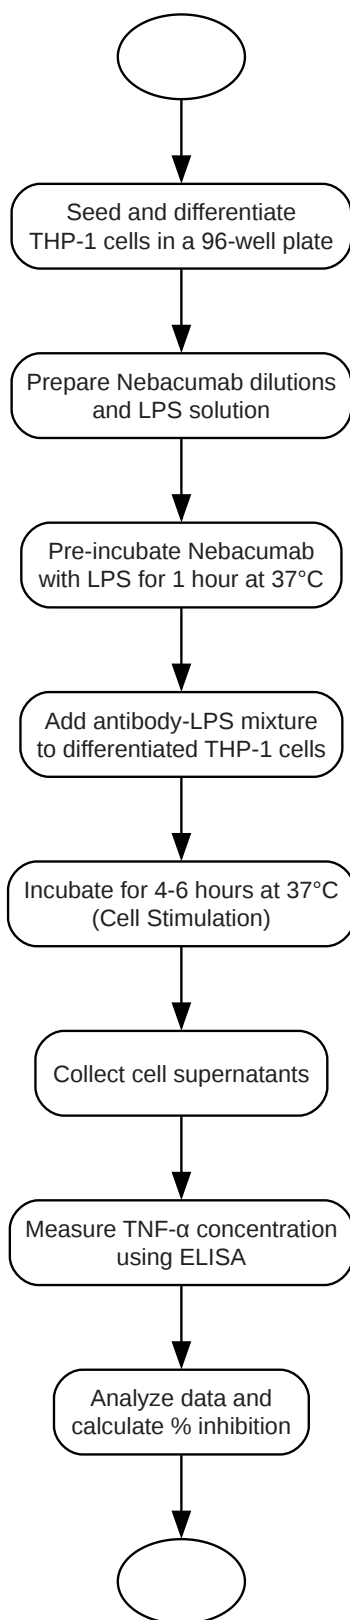 Seed and differentiate
THP-1 cells in a 96-well plate
Prepare Nebacumab dilutions
and LPS solution
Pre-incubate Nebacumab
with LPS for 1 hour at 37°C
Add antibody-LPS mixture
to differentiated THP-1 cells
Incubate for 4-6 hours at 37°C
(Cell Stimulation)
Collect cell supernatants
Measure TNF-α concentration
using ELISA
Analyze data and
calculate % inhibition